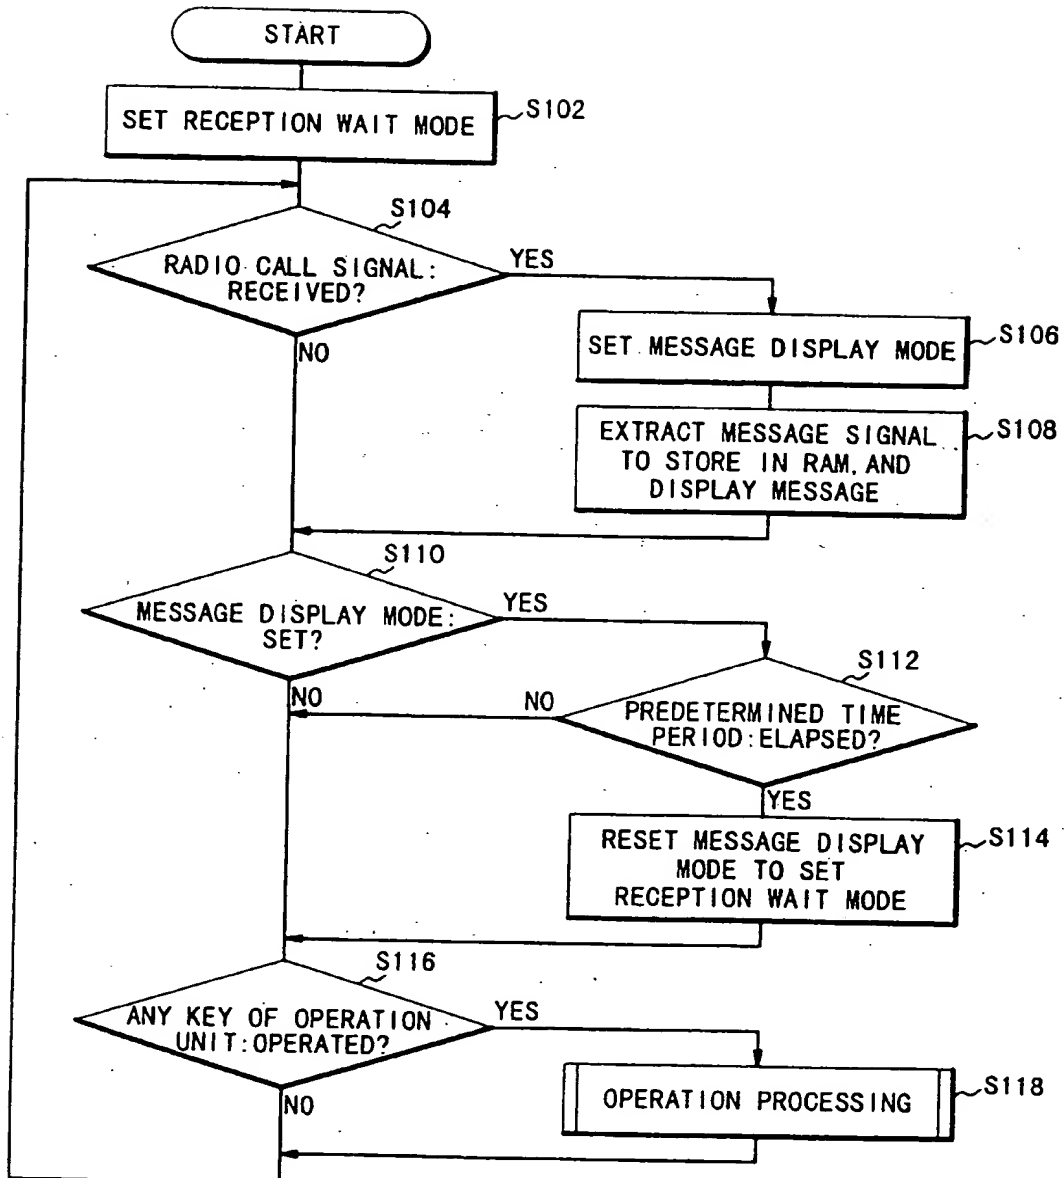 START
SET RECEPTION WAIT MODE
S102
S104
RADIO CALL SIGNAL:
RECEIVED?
YES
NO
SET MESSAGE DISPLAY MODE
S106
EXTRACT MESSAGE SIGNAL
TO STORE IN RAM, AND
DISPLAY MESSAGE
S108
S110
MESSAGE DISPLAY MODE:
SET?
YES
NO
S112
PREDETERMINED TIME
PERIOD:ELAPSED?
NO
YES
RESET MESSAGE DISPLAY
MODE TO SET
RECEPTION WAIT MODE
S114
S116
ANY KEY OF OPERATION
UNIT:OPERATED?
YES
NO
OPERATION PROCESSING
S118